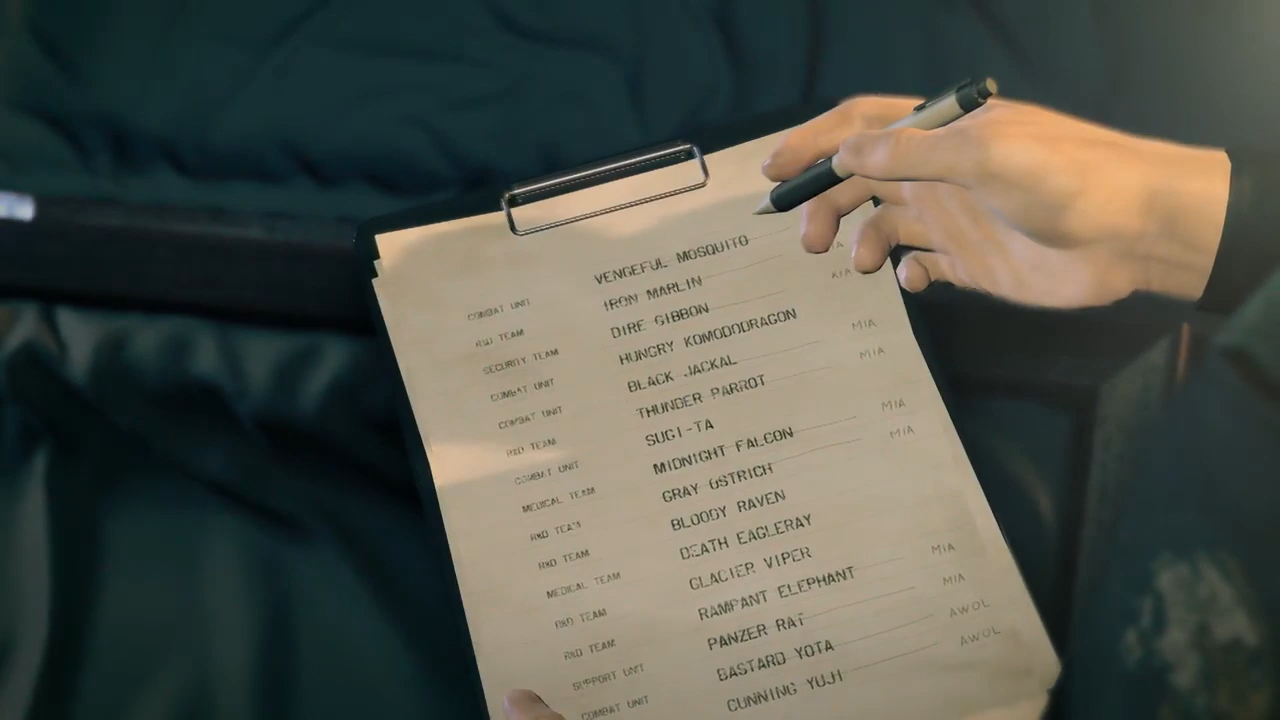 COMBAT UNIT VENGEFUL MOSQUITO
R&D TEAM IRON MARLIN
SECURITY TEAM DIRE GIBBON KIA
COMBAT UNIT HUNGRY KOMODODRAGON
COMBAT UNIT BLACK JACKAL MIA
R&D TEAM THUNDER PARROT MIA
COMBAT UNIT SUGI-TA
MEDICAL TEAM MIDNIGHT FALCON MIA
R&D TEAM GRAY OSTRICH MIA
R&D TEAM BLOODY RAVEN
MEDICAL TEAM DEATH EAGLERAY
R&D TEAM GLACIER VIPER
R&D TEAM RAMPANT ELEPHANT MIA
SUPPORT UNIT PANZER RAT MIA
COMBAT UNIT BASTARD YOTA AWOL
CUNNING YUJI AWOL